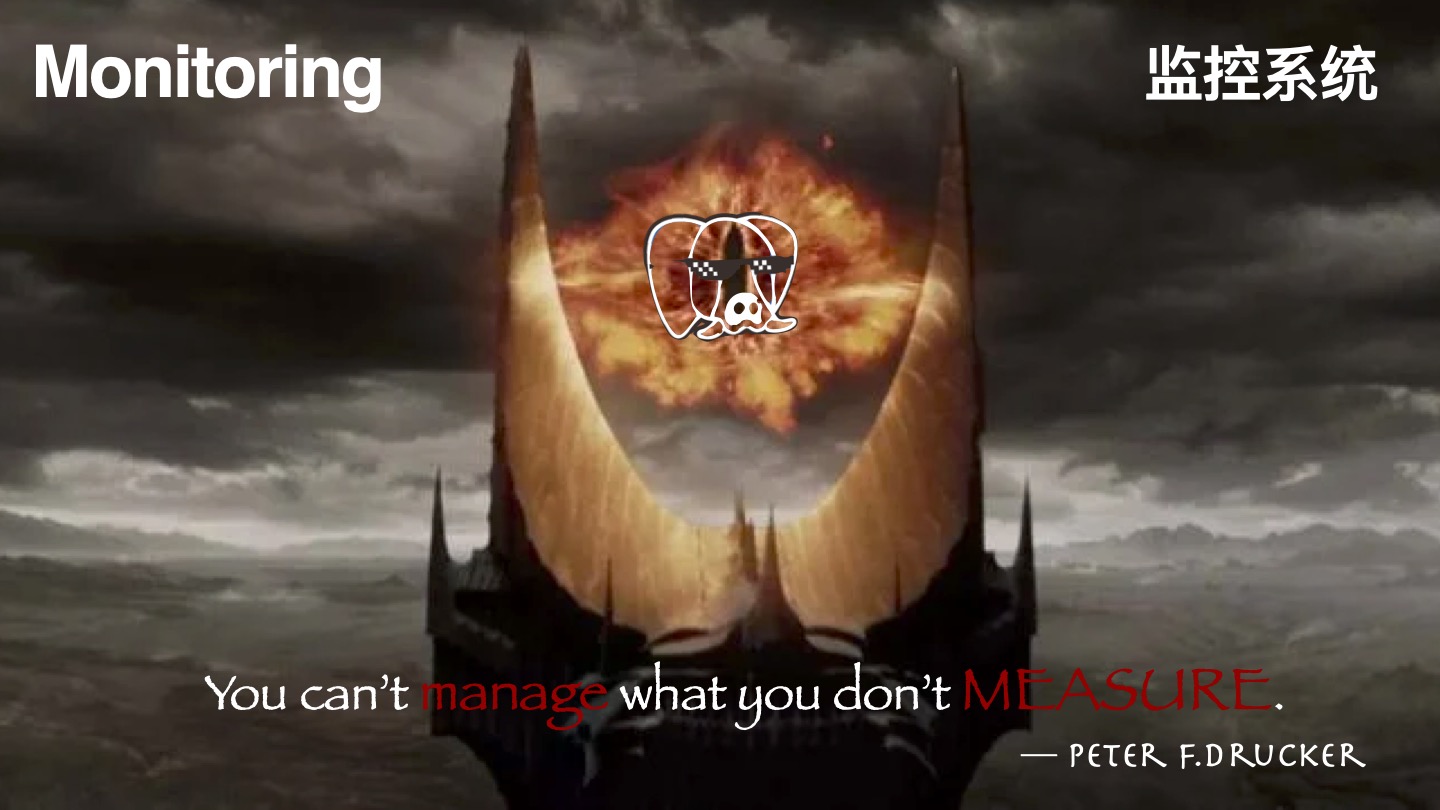 Monitoring
监控系统
You can't manage what you don't MEASURE.
— PETER F.DRUCKER